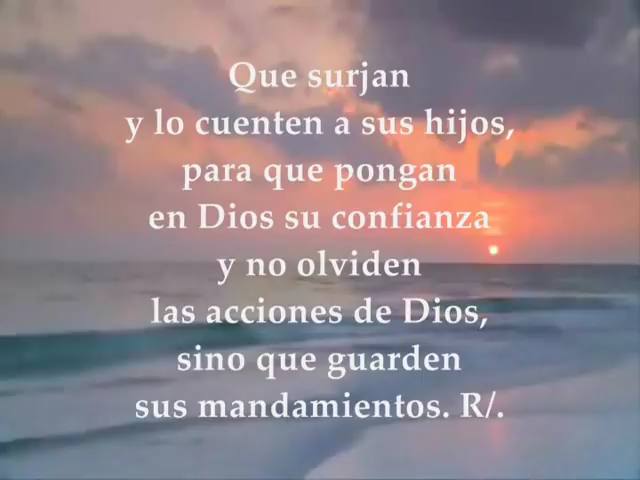 Que surjan
y lo cuenten a sus hijos,
para que pongan
en Dios su confianza
y no olviden
las acciones de Dios,
sino que guarden
sus mandamientos. R/.